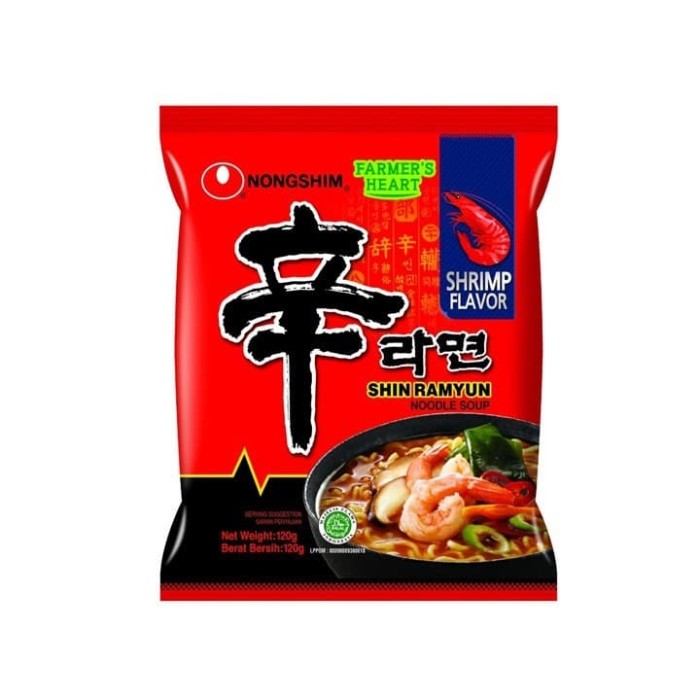 NONGSHIM
FARMER'S
HEART
SHRIMP
FLAVOR
辛
라면
SHIN RAMYUN
NOODLE SOUP
SERVING SUGGESTION
SARAN PENYAJIAN
Net Weight:120g
Berat Bersih:120g